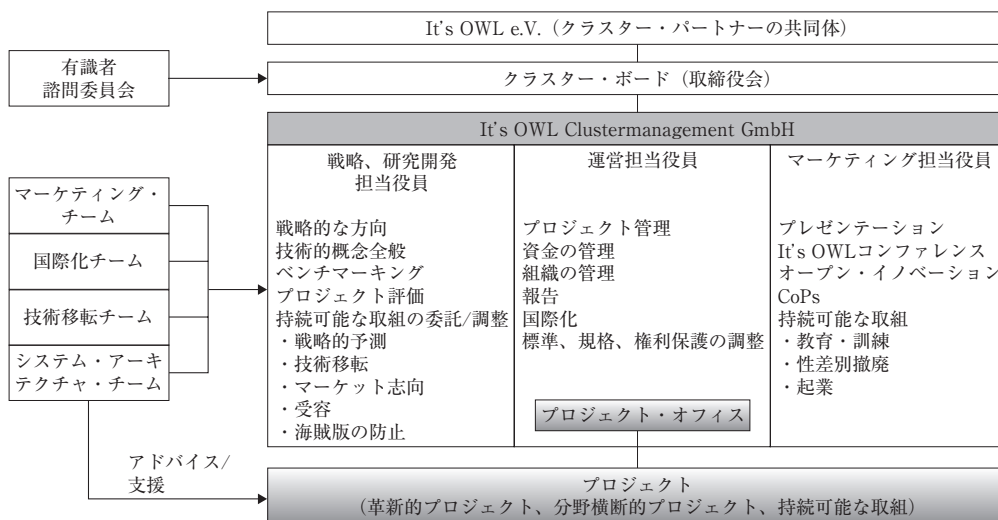 It's OWL e.V.（クラスター・パートナーの共同体）
有識者
諮問委員会
クラスター・ボード（取締役会）
It's OWL Clustermanagement GmbH
マーケティング・
チーム
国際化チーム
技術移転チーム
システム・アーキ
テクチャ・チーム
戦略、研究開発
担当役員
戦略的な方向
技術的概念全般
ベンチマーキング
プロジェクト評価
持続可能な取組の委託/調整
・戦略的予測
・技術移転
・マーケット志向
・受容
・海賊版の防止
運営担当役員
プロジェクト管理
資金の管理
組織の管理
報告
国際化
標準、規格、権利保護の調整
プロジェクト・オフィス
マーケティング担当役員
プレゼンテーション
It's OWLコンファレンス
オープン・イノベーション
CoPs
持続可能な取組
・教育・訓練
・性差別撤廃
・起業
アドバイス/
支援
プロジェクト
（革新的プロジェクト、分野横断的プロジェクト、持続可能な取組）